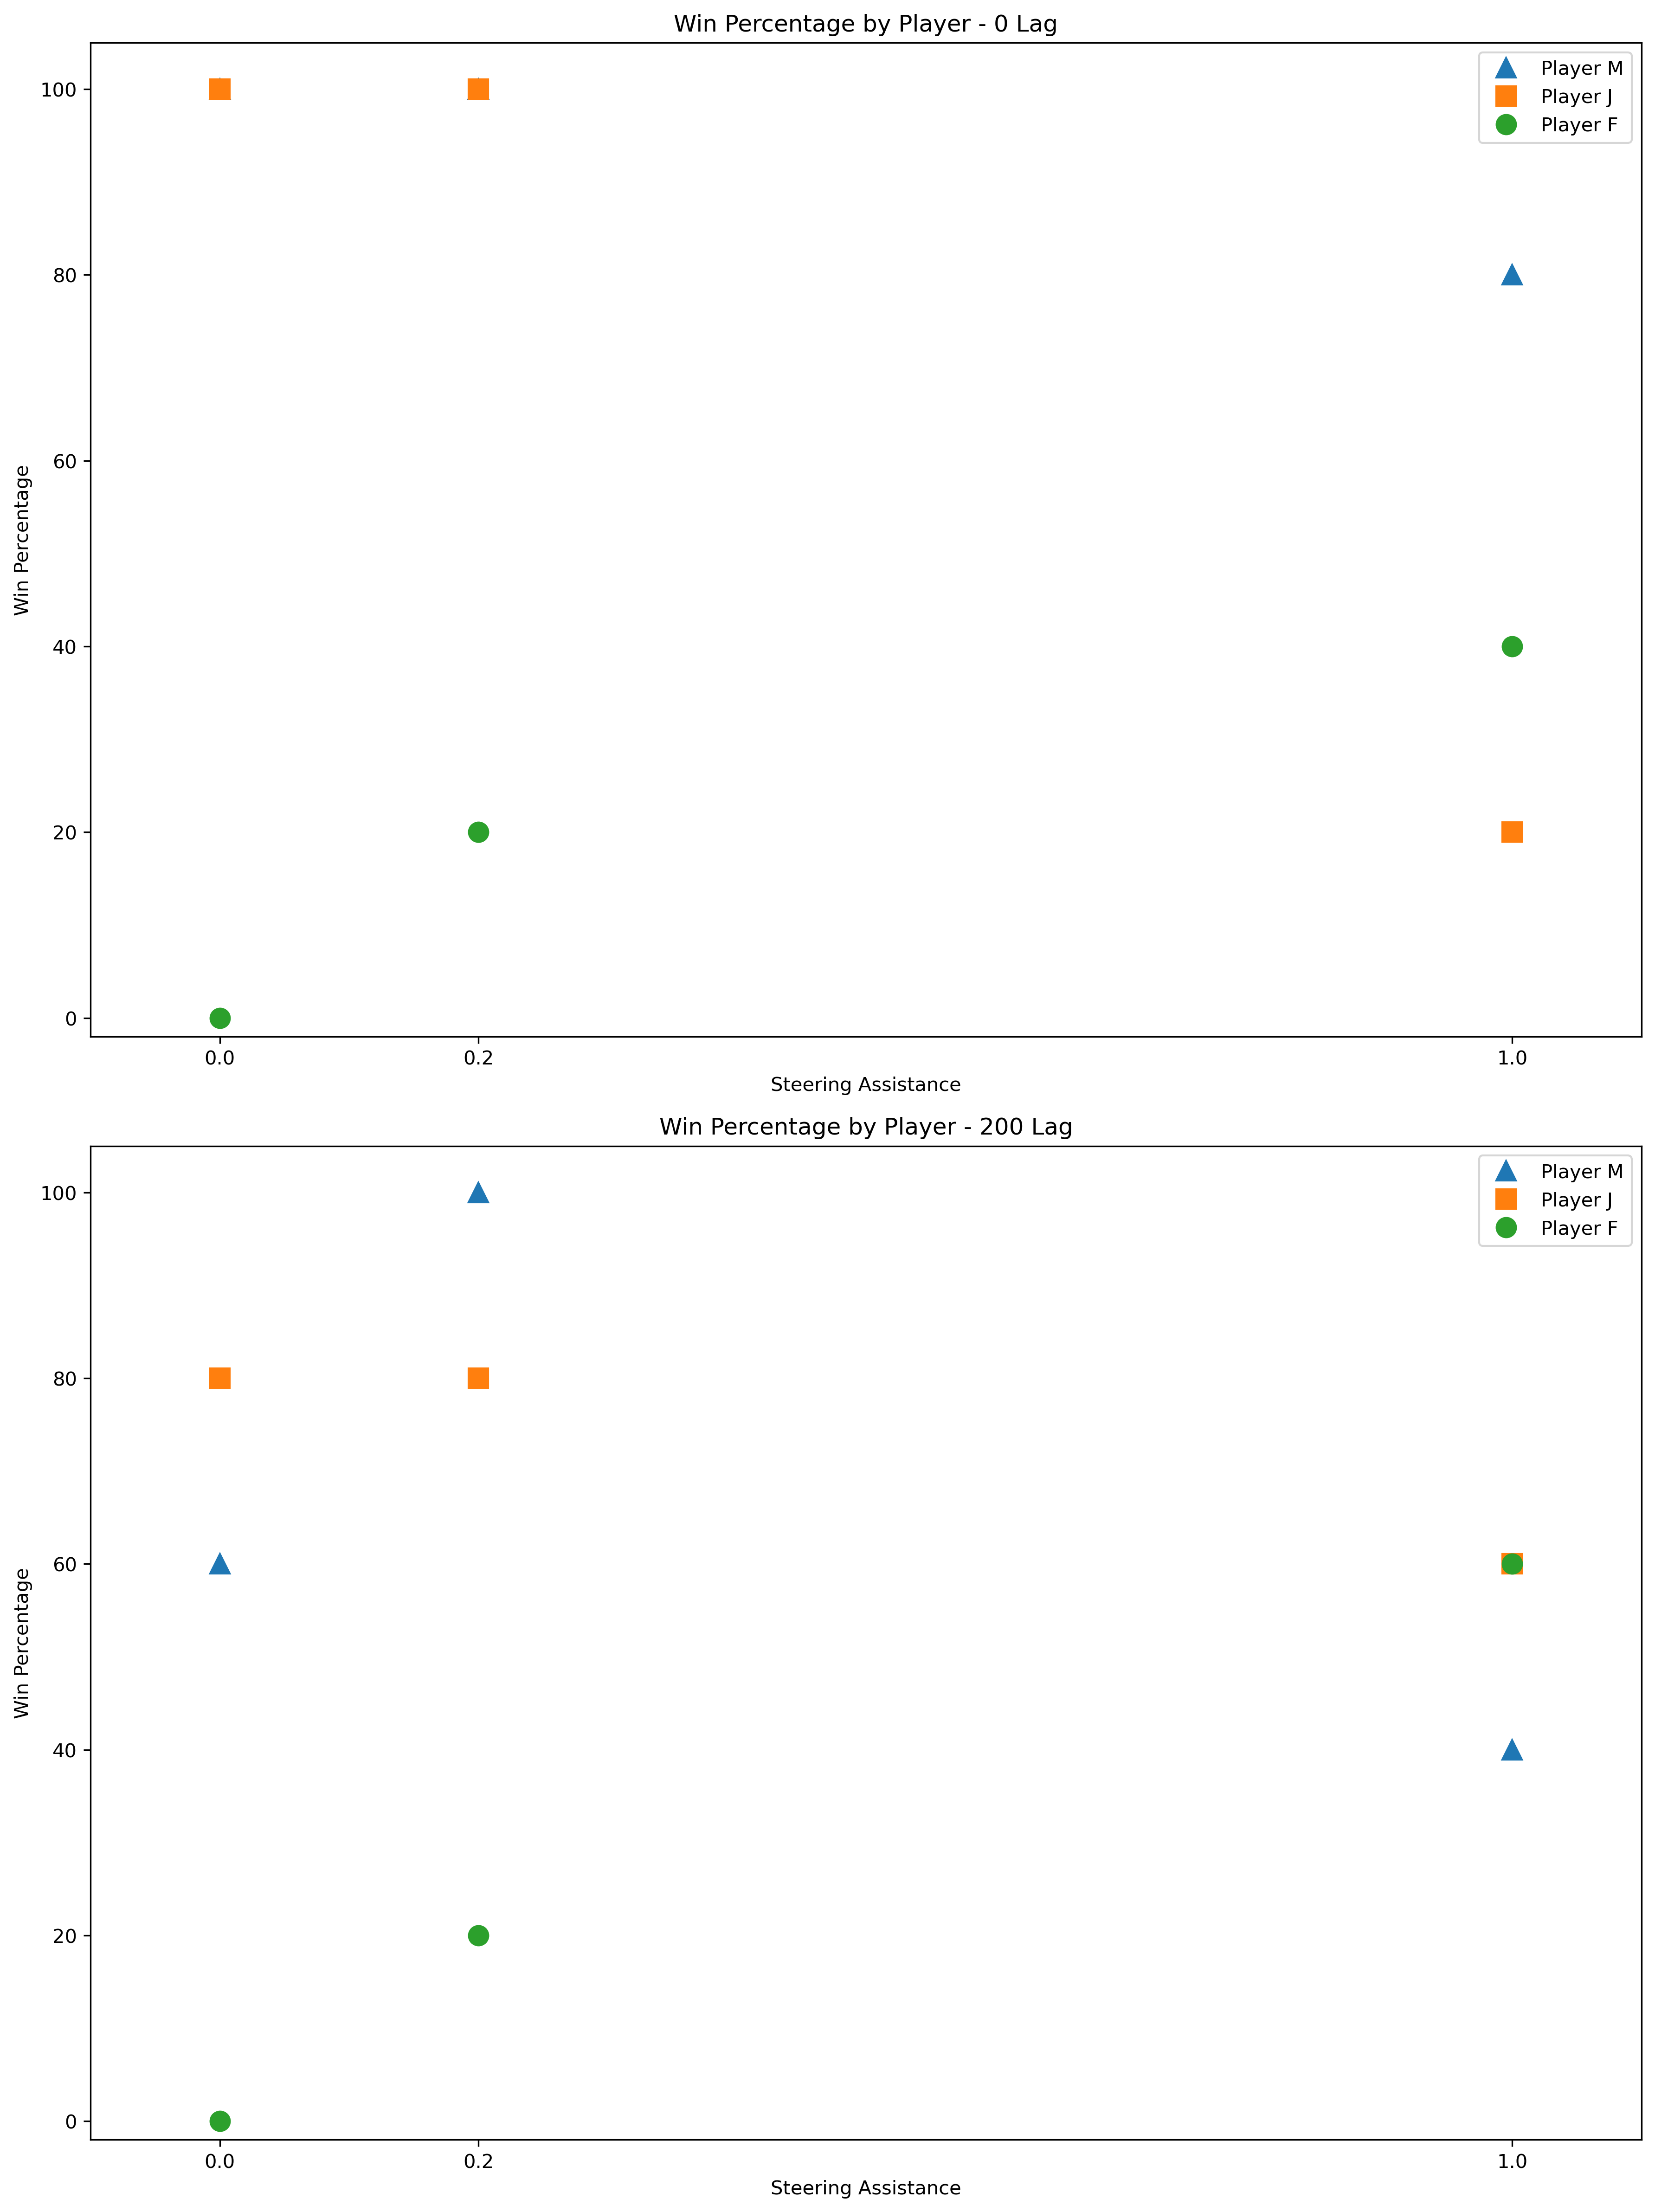 Win Percentage by Player - 0 Lag
Player M
Player J
Player F
100
80
60
40
20
0
Win Percentage
0.0 0.2 1.0
Steering Assistance
Win Percentage by Player - 200 Lag
Player M
Player J
Player F
100
80
60
40
20
0
Win Percentage
0.0 0.2 1.0
Steering Assistance